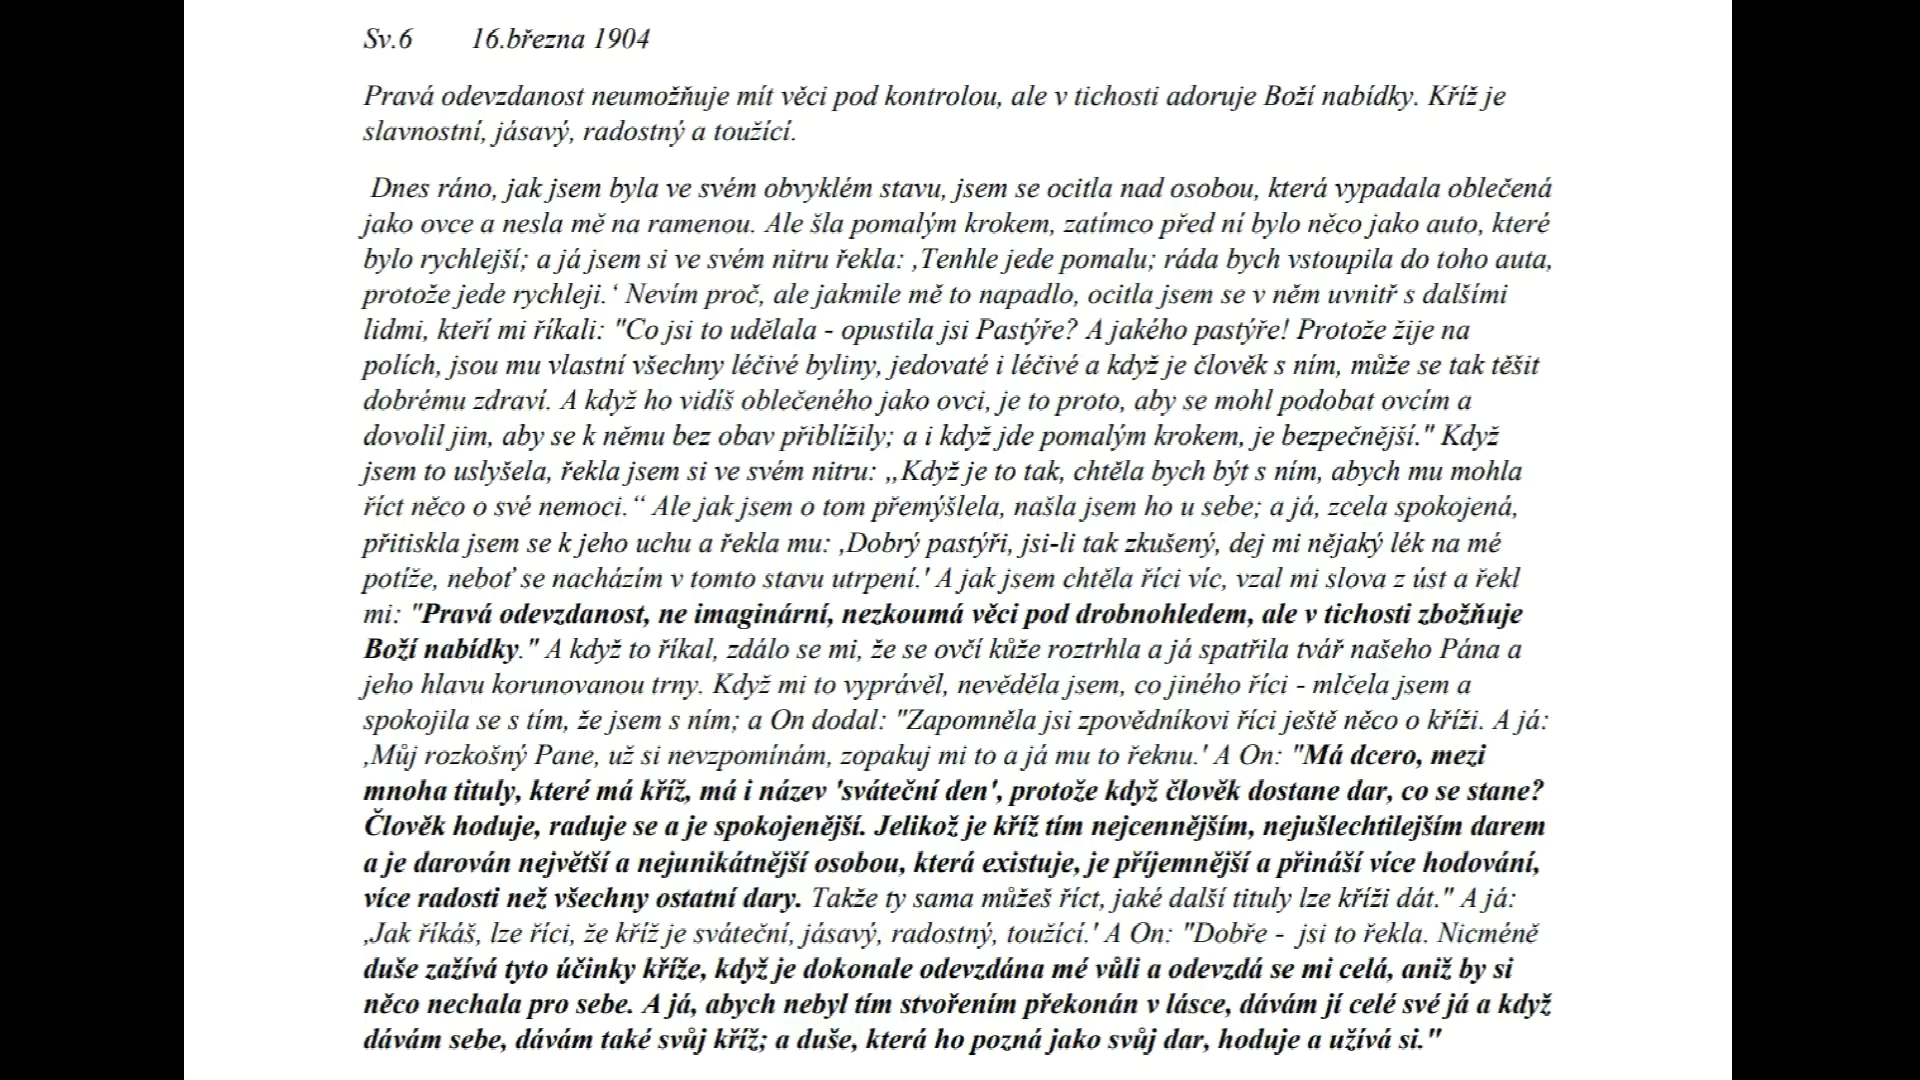 Sv.6 16.března 1904
Pravá odevzdanost neumožňuje mít věci pod kontrolou, ale v tichosti adoruje Boží nabídky. Kříž je
slavnostní, jásavý, radostný a toužící.
Dnes ráno, jak jsem byla ve svém obvyklém stavu, jsem se ocitla nad osobou, která vypadala oblečená
jako ovce a nesla mě na ramenou. Ale šla pomalým krokem, zatímco před ní bylo něco jako auto, které
bylo rychlejší; a já jsem si ve svém nitru řekla: ‚Tenhle jede pomalu; ráda bych vstoupila do toho auta,
protože jede rychleji.‘ Nevím proč, ale jakmile mě to napadlo, ocitla jsem se v něm uvnitř s dalšími
lidmi, kteří mi říkali: "Co jsi to udělala - opustila jsi Pastýře? A jakého pastýře! Protože žije na
polích, jsou mu vlastní všechny léčivé byliny, jedovaté i léčivé a když je člověk s ním, může se tak těšit
dobrému zdraví. A když ho vidíš oblečeného jako ovci, je to proto, aby se mohl podobat ovcím a
dovolil jim, aby se k němu bez obav přiblížily; a i když jde pomalým krokem, je bezpečnější." Když
jsem to uslyšela, řekla jsem si ve svém nitru: „Když je to tak, chtěla bych být s ním, abych mu mohla
říct něco o své nemoci.“ Ale jak jsem o tom přemýšlela, našla jsem ho u sebe; a já, zcela spokojená,
přitiskla jsem se k jeho uchu a řekla mu: ‚Dobrý pastýři, jsi-li tak zkušený, dej mi nějaký lék na mé
potíže, neboť se nacházím v tomto stavu utrpení.' A jak jsem chtěla říci víc, vzal mi slova z úst a řekl
mi: "Pravá odevzdanost, ne imaginární, nezkoumá věci pod drobnohledem, ale v tichosti zbožňuje
Boží nabídky." A když to říkal, zdálo se mi, že se ovčí kůže roztrhla a já spatřila tvář našeho Pána a
jeho hlavu korunovanou trny. Když mi to vyprávěl, nevěděla jsem, co jiného říci - mlčela jsem a
spokojila se s tím, že jsem s ním; a On dodal: "Zapomněla jsi zpovědníkovi říci ještě něco o kříži. A já:
‚Můj rozkošný Pane, už si nevzpomínám, zopakuj mi to a já mu to řeknu.' A On: "Má dcero, mezi
mnoha tituly, které má kříž, má i název 'sváteční den', protože když člověk dostane dar, co se stane?
Člověk hoduje, raduje se a je spokojenější. Jelikož je kříž tím nejcennějším, nejušlechtilejším darem
a je darován největší a nejunikátnější osobou, která existuje, je příjemnější a přináší více hodování,
více radosti než všechny ostatní dary. Takže ty sama můžeš říct, jaké další tituly lze kříži dát." A já:
‚Jak říkáš, lze říci, že kříž je sváteční, jásavý, radostný, toužící.' A On: "Dobře - jsi to řekla. Nicméně
duše zažívá tyto účinky kříže, když je dokonale odevzdána mé vůli a odevzdá se mi celá, aniž by si
něco nechala pro sebe. A já, abych nebyl tím stvořením překonán v lásce, dávám jí celé své já a když
dávám sebe, dávám také svůj kříž; a duše, která ho pozná jako svůj dar, hoduje a užívá si."